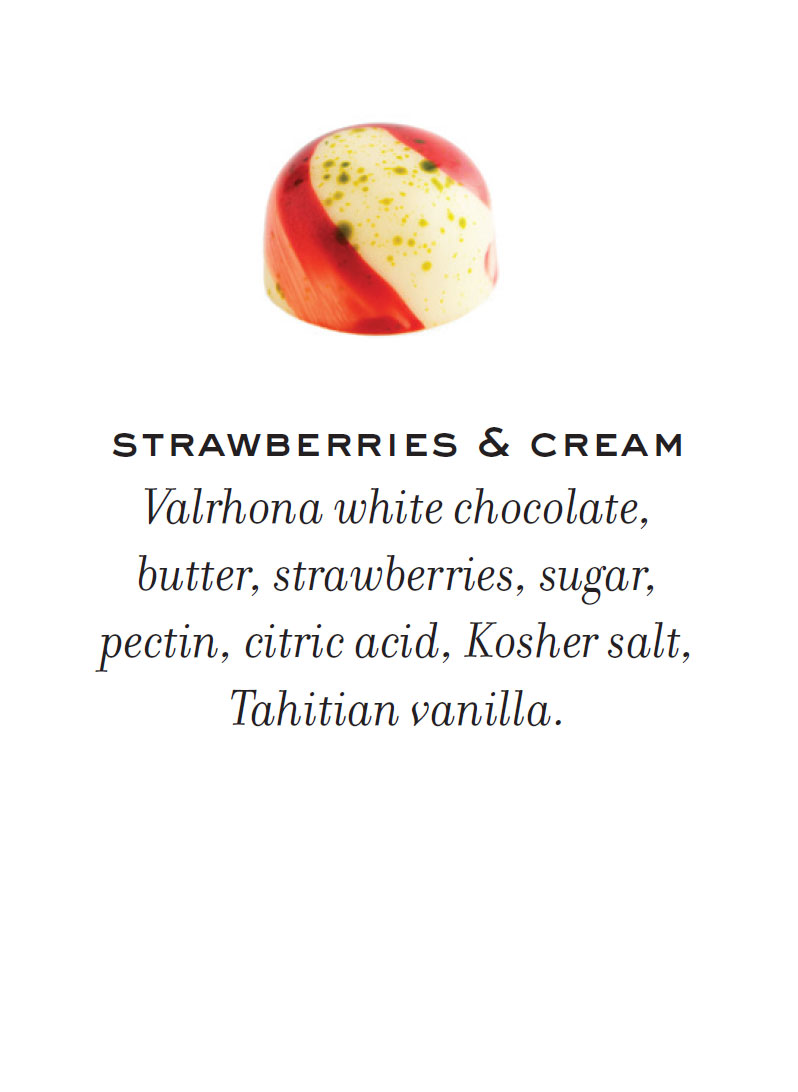 STRAWBERRIES & CREAM
Valrhona white chocolate,
butter, strawberries, sugar,
pectin, citric acid, Kosher salt,
Tahitian vanilla.